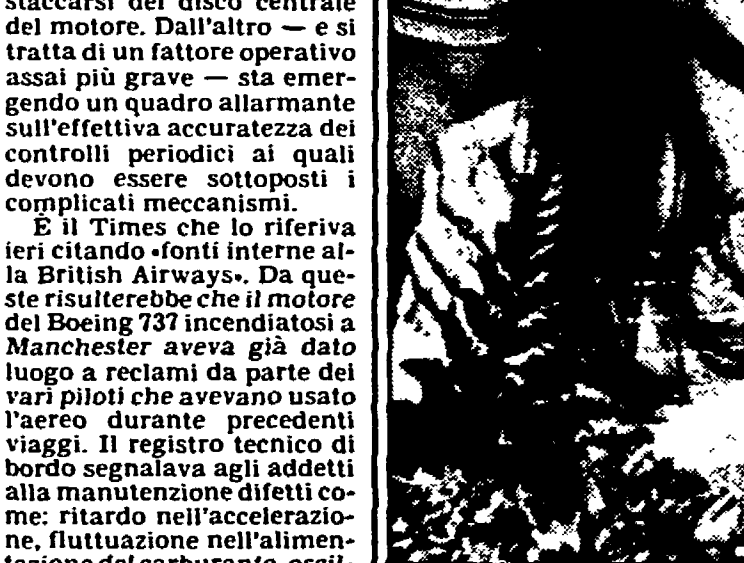 staccarsi del disco centrale
del motore. Dall'altro — e si
tratta di un fattore operativo
assai più grave — sta emer-
gendo un quadro allarmante
sull'effettiva accuratezza dei
controlli periodici ai quali
devono essere sottoposti i
complicati meccanismi.
È il Times che lo riferiva
ieri citando «fonti interne al-
la British Airways». Da que-
ste risulterebbe che il motore
del Boeing 737 incendiatosi a
Manchester aveva già dato
luogo a reclami da parte dei
vari piloti che avevano usato
l'aereo durante precedenti
viaggi. Il registro tecnico di
bordo segnalava agli addetti
alla manutenzione difetti co-
me: ritardo nell'accelerazio-
ne, fluttuazione nell'alimen-
tazione del carburante, oscil-